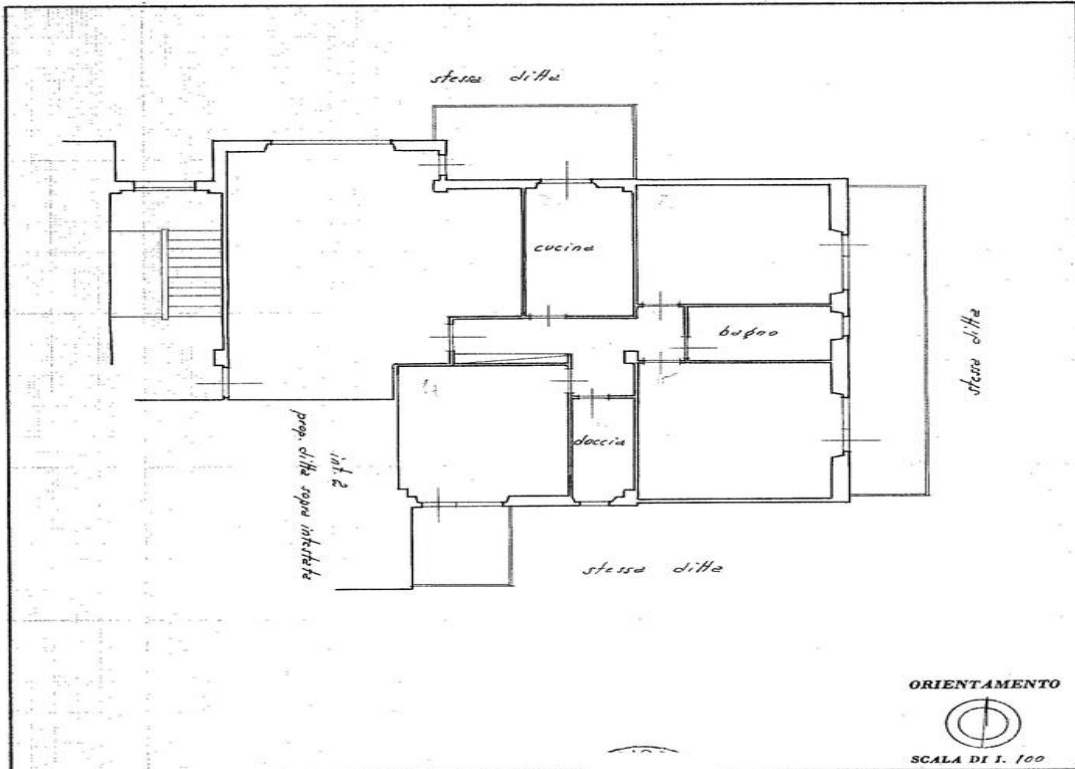 stessa ditta
cucina
bagno
stessa ditta
doccia
int. 2
prop. ditta sopra intestata
stessa ditta
ORIENTAMENTO
SCALA DI 1. 100